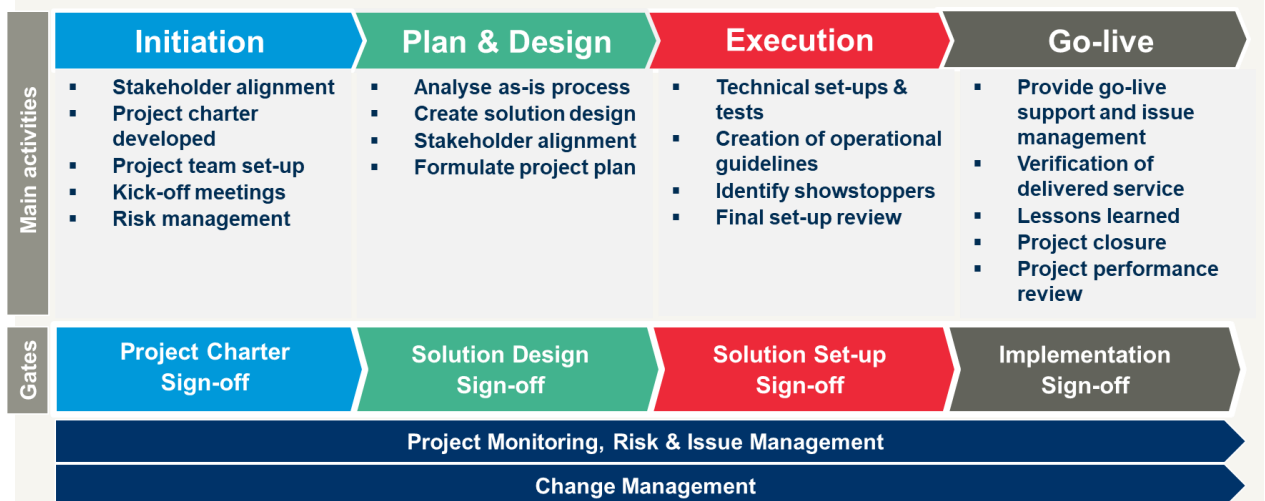 Main activities
Initiation
Stakeholder alignment
Project charter
developed
Project team set-up
Kick-off meetings
Risk management
Plan & Design
Analyse as-is process
Create solution design
Stakeholder alignment
Formulate project plan
Execution
Technical set-ups &
tests
Creation of operational
guidelines
Identify showstoppers
Final set-up review
Go-live
Provide go-live
support and issue
management
Verification of
delivered service
Lessons learned
Project closure
Project performance
review
Gates
Project Charter
Sign-off
Solution Design
Sign-off
Solution Set-up
Sign-off
Implementation
Sign-off
Project Monitoring, Risk & Issue Management
Change Management